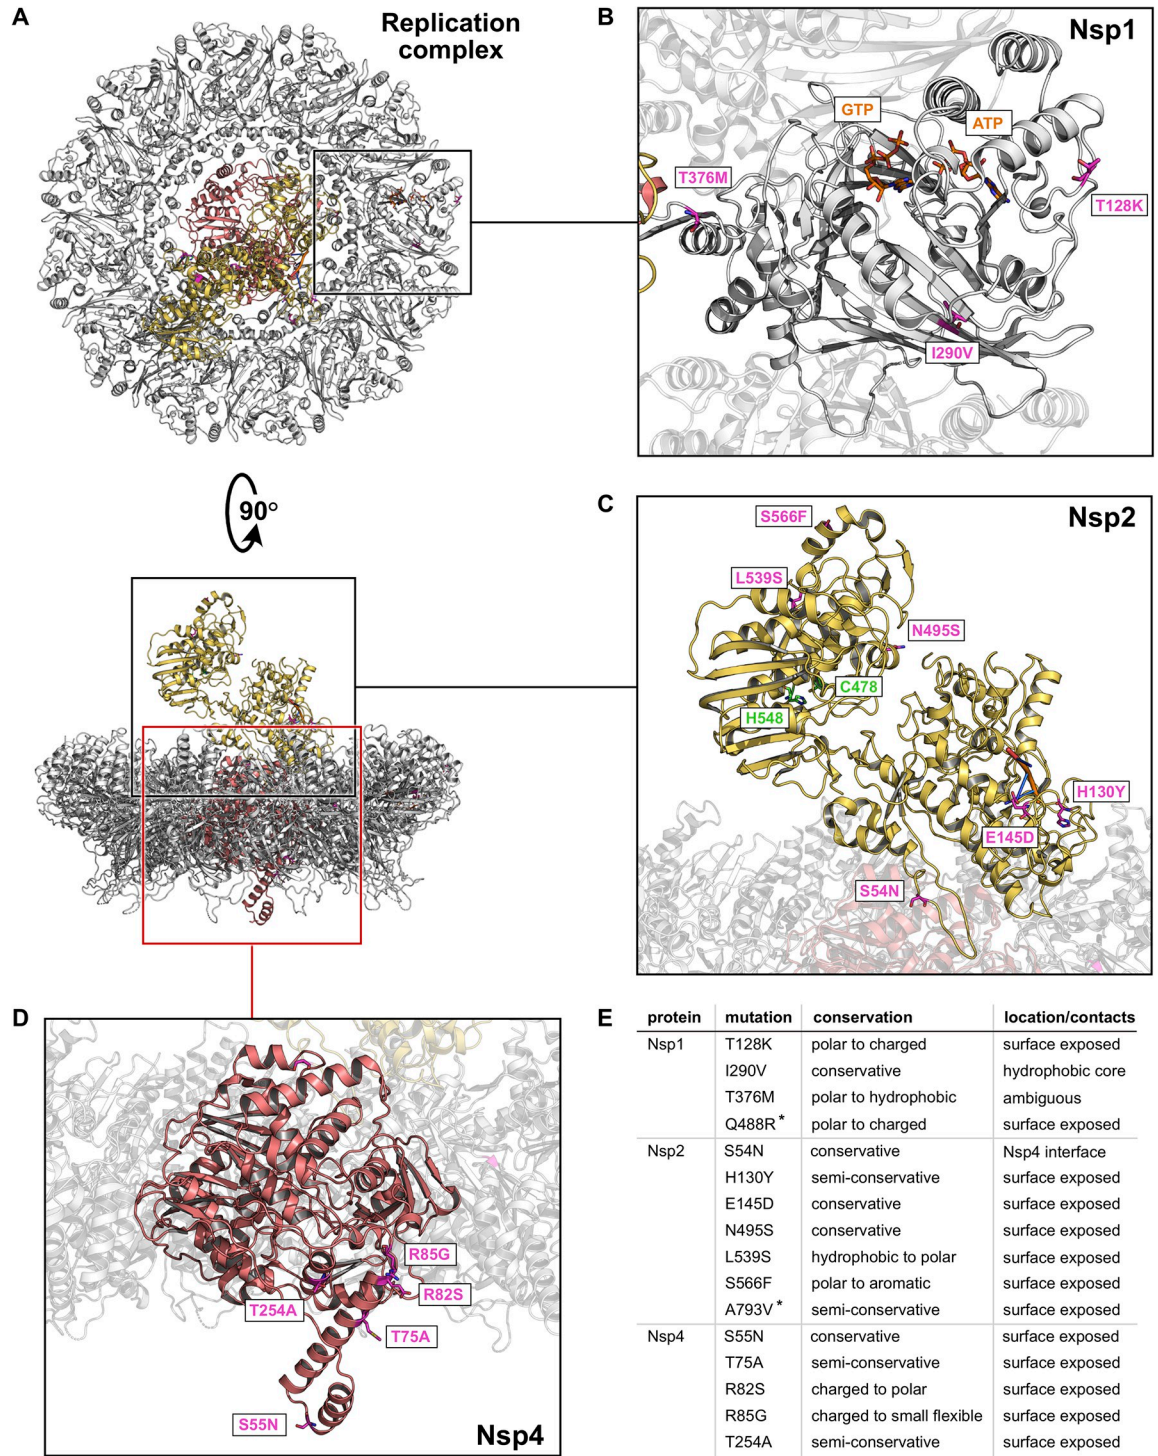 A
Replication
complex
B
Nsp1
GTP
ATP
T376M
T128K
I290V
90°
C
Nsp2
S566F
L539S
N495S
C478
H548
H130Y
E145D
S54N
D
R85G
R82S
T254A
T75A
S55N
Nsp4
E
protein mutation conservation location/contacts
Nsp1 T128K polar to charged surface exposed
I290V conservative hydrophobic core
T376M polar to hydrophobic ambiguous
Q488R* polar to charged surface exposed
Nsp2 S54N conservative Nsp4 interface
H130Y semi-conservative surface exposed
E145D conservative surface exposed
N495S conservative surface exposed
L539S hydrophobic to polar surface exposed
S566F polar to aromatic surface exposed
A793V* semi-conservative surface exposed
Nsp4 S55N conservative surface exposed
T75A semi-conservative surface exposed
R82S charged to polar surface exposed
R85G charged to small flexible surface exposed
T254A semi-conservative surface exposed